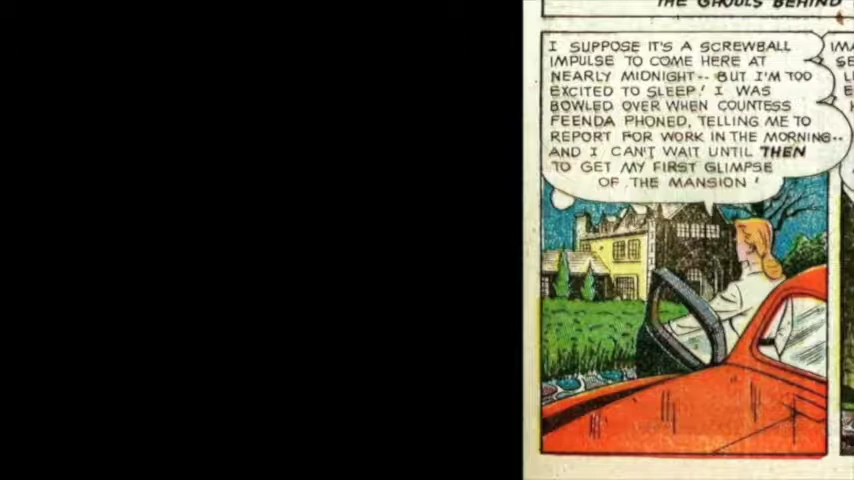 THE GHOULS BEHIND
I SUPPOSE IT'S A SCREWBALL
IMPULSE TO COME HERE AT
NEARLY MIDNIGHT-- BUT I'M TOO
EXCITED TO SLEEP! I WAS
BOWLED OVER WHEN COUNTESS
FEENDA PHONED, TELLING ME TO
REPORT FOR WORK IN THE MORNING--
AND I CAN'T WAIT UNTIL THEN
TO GET MY FIRST GLIMPSE
OF THE MANSION!